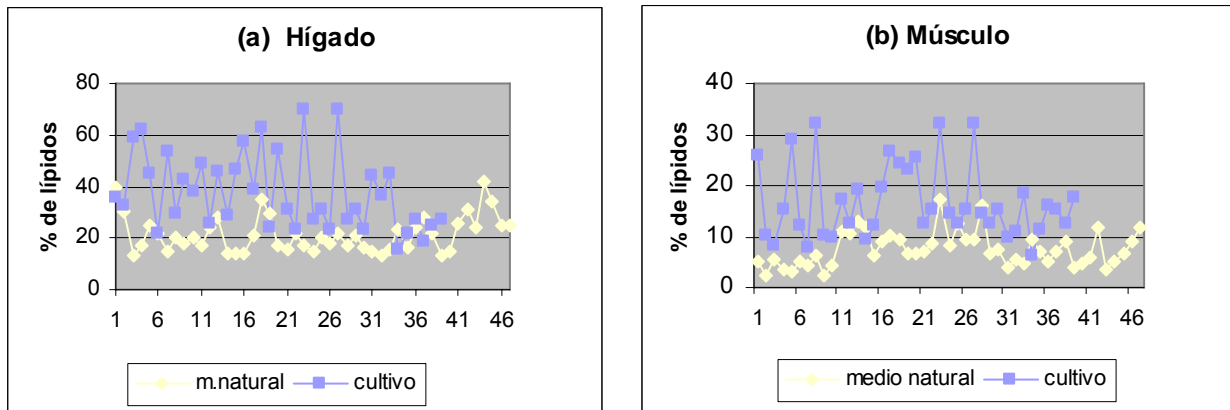 (a) Hígado
% de lípidos
80
60
40
20
0
1 6 11 16 21 26 31 36 41 46
m.natural cultivo
(b) Músculo
% de lípidos
40
30
20
10
0
1 6 11 16 21 26 31 36 41 46
medio natural cultivo